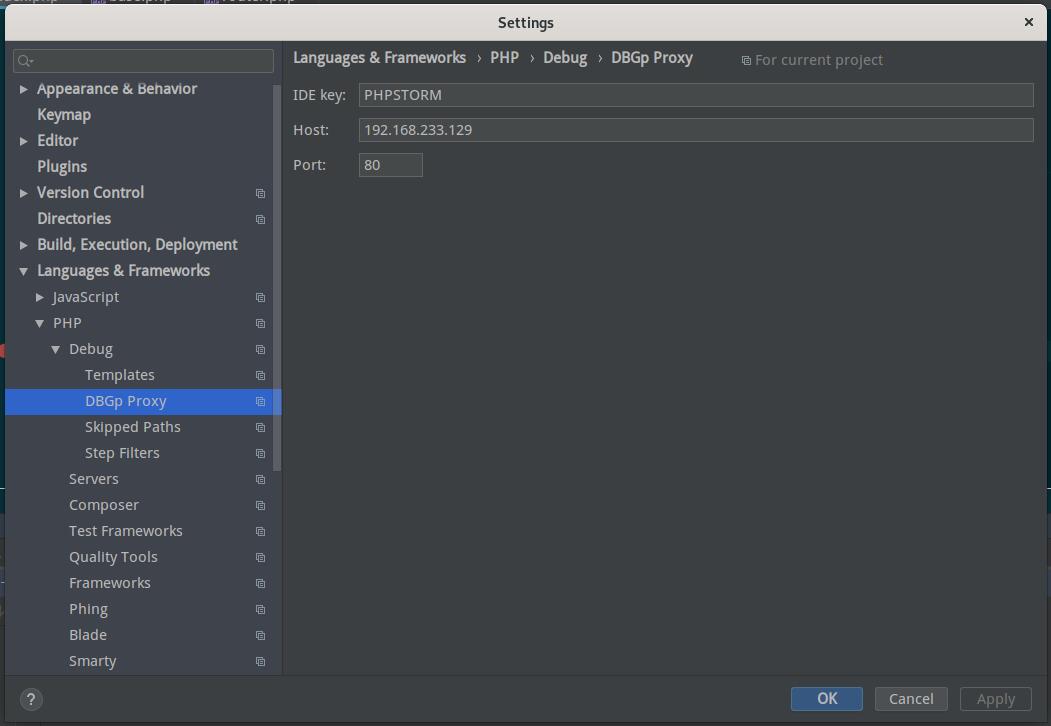 Settings
Languages & Frameworks › PHP › Debug › DBGp Proxy
For current project
Appearance & Behavior
Keymap
Editor
Plugins
Version Control
Directories
Build, Execution, Deployment
Languages & Frameworks
JavaScript
PHP
Debug
Templates
DBGp Proxy
Skipped Paths
Step Filters
Servers
Composer
Test Frameworks
Quality Tools
Frameworks
Phing
Blade
Smarty
IDE key: PHPSTORM
Host: 192.168.233.129
Port: 80
?
OK Cancel Apply